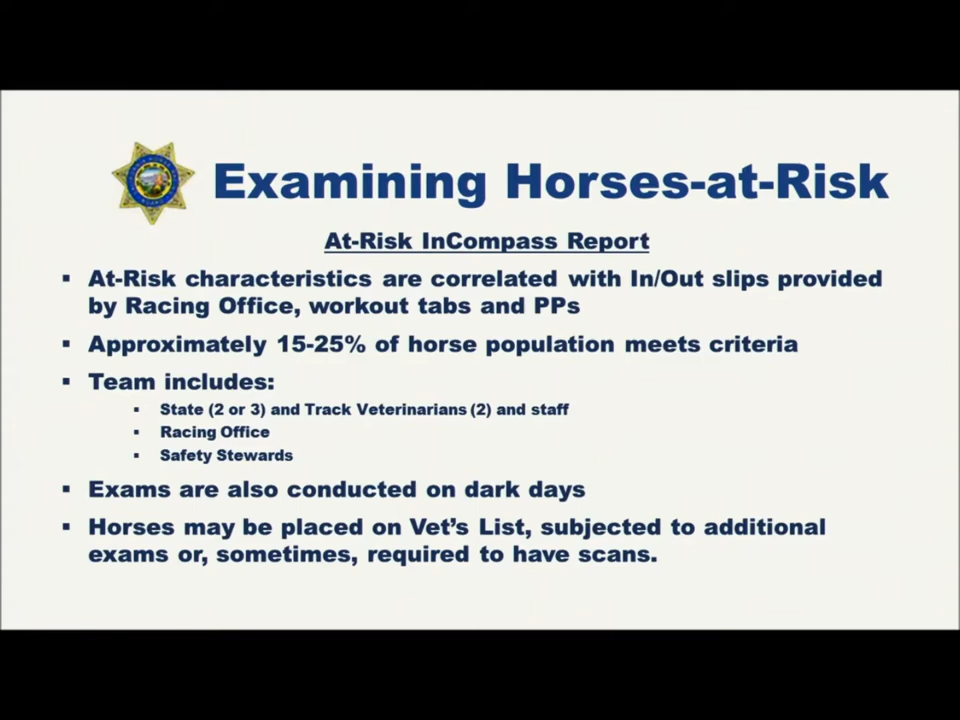 Examining Horses-at-Risk
At-Risk InCompass Report
▪ At-Risk characteristics are correlated with In/Out slips provided
by Racing Office, workout tabs and PPs
▪ Approximately 15-25% of horse population meets criteria
▪ Team includes:
▪ State (2 or 3) and Track Veterinarians (2) and staff
▪ Racing Office
▪ Safety Stewards
▪ Exams are also conducted on dark days
▪ Horses may be placed on Vet’s List, subjected to additional
exams or, sometimes, required to have scans.